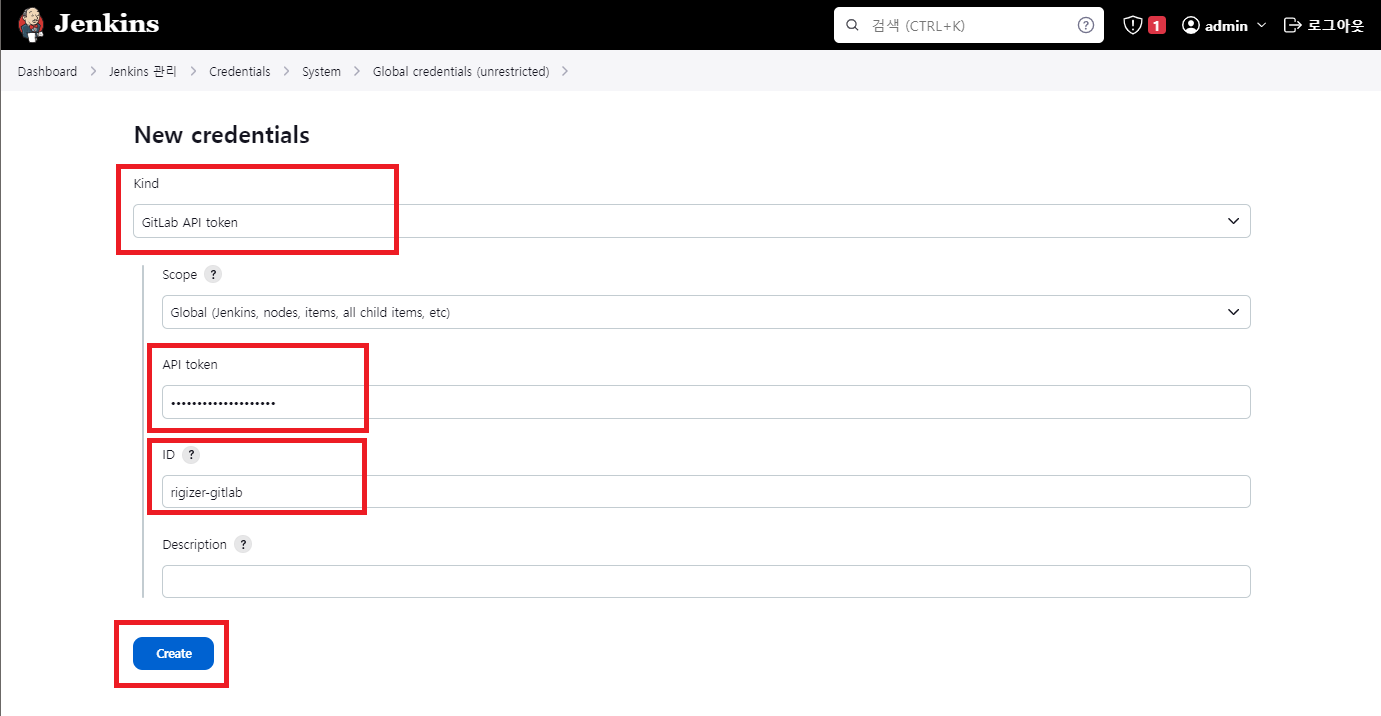 Jenkins
검색 (CTRL+K)
?
1
admin
로그아웃
Dashboard
Jenkins 관리
Credentials
System
Global credentials (unrestricted)
New credentials
Kind
GitLab API token
Scope ?
Global (Jenkins, nodes, items, all child items, etc)
API token
••••••••••••••••••••
ID ?
rigizer-gitlab
Description ?
Create